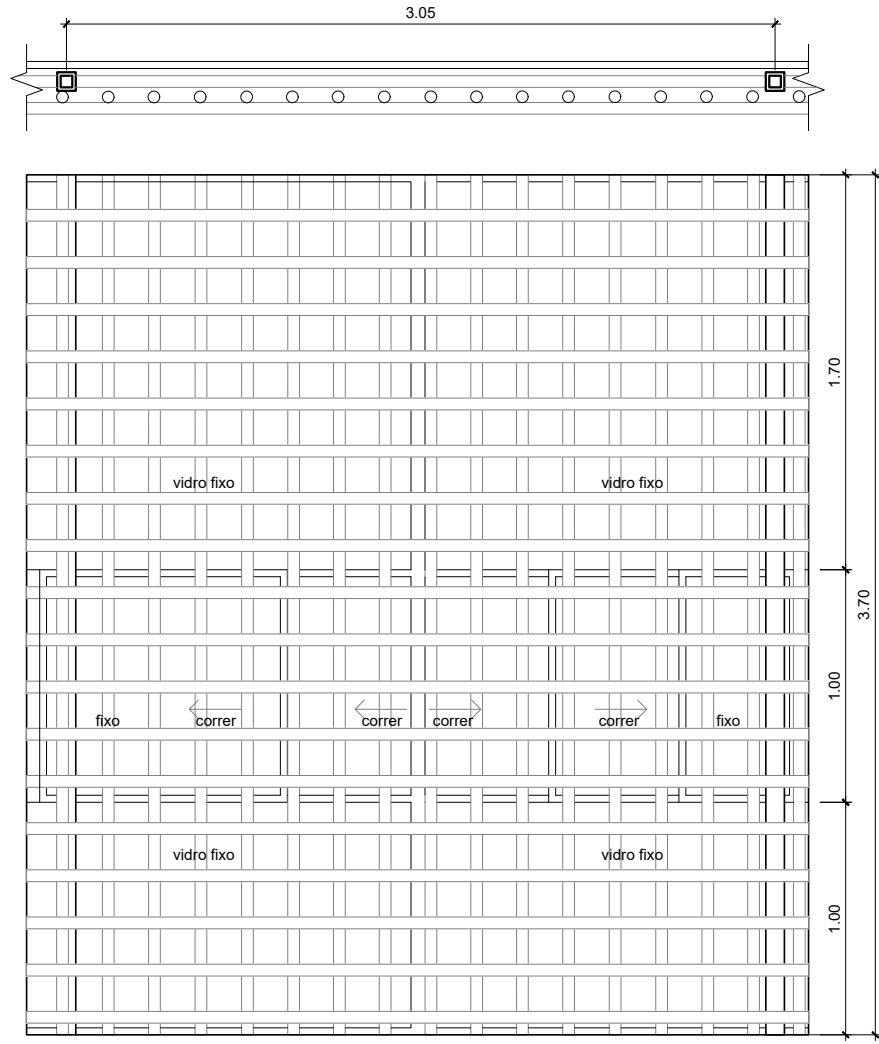 3.05
1.70
vidro fixo
vidro fixo
3.70
1.00
fixo
correr
correr
correr
correr
fixo
vidro fixo
vidro fixo
1.00